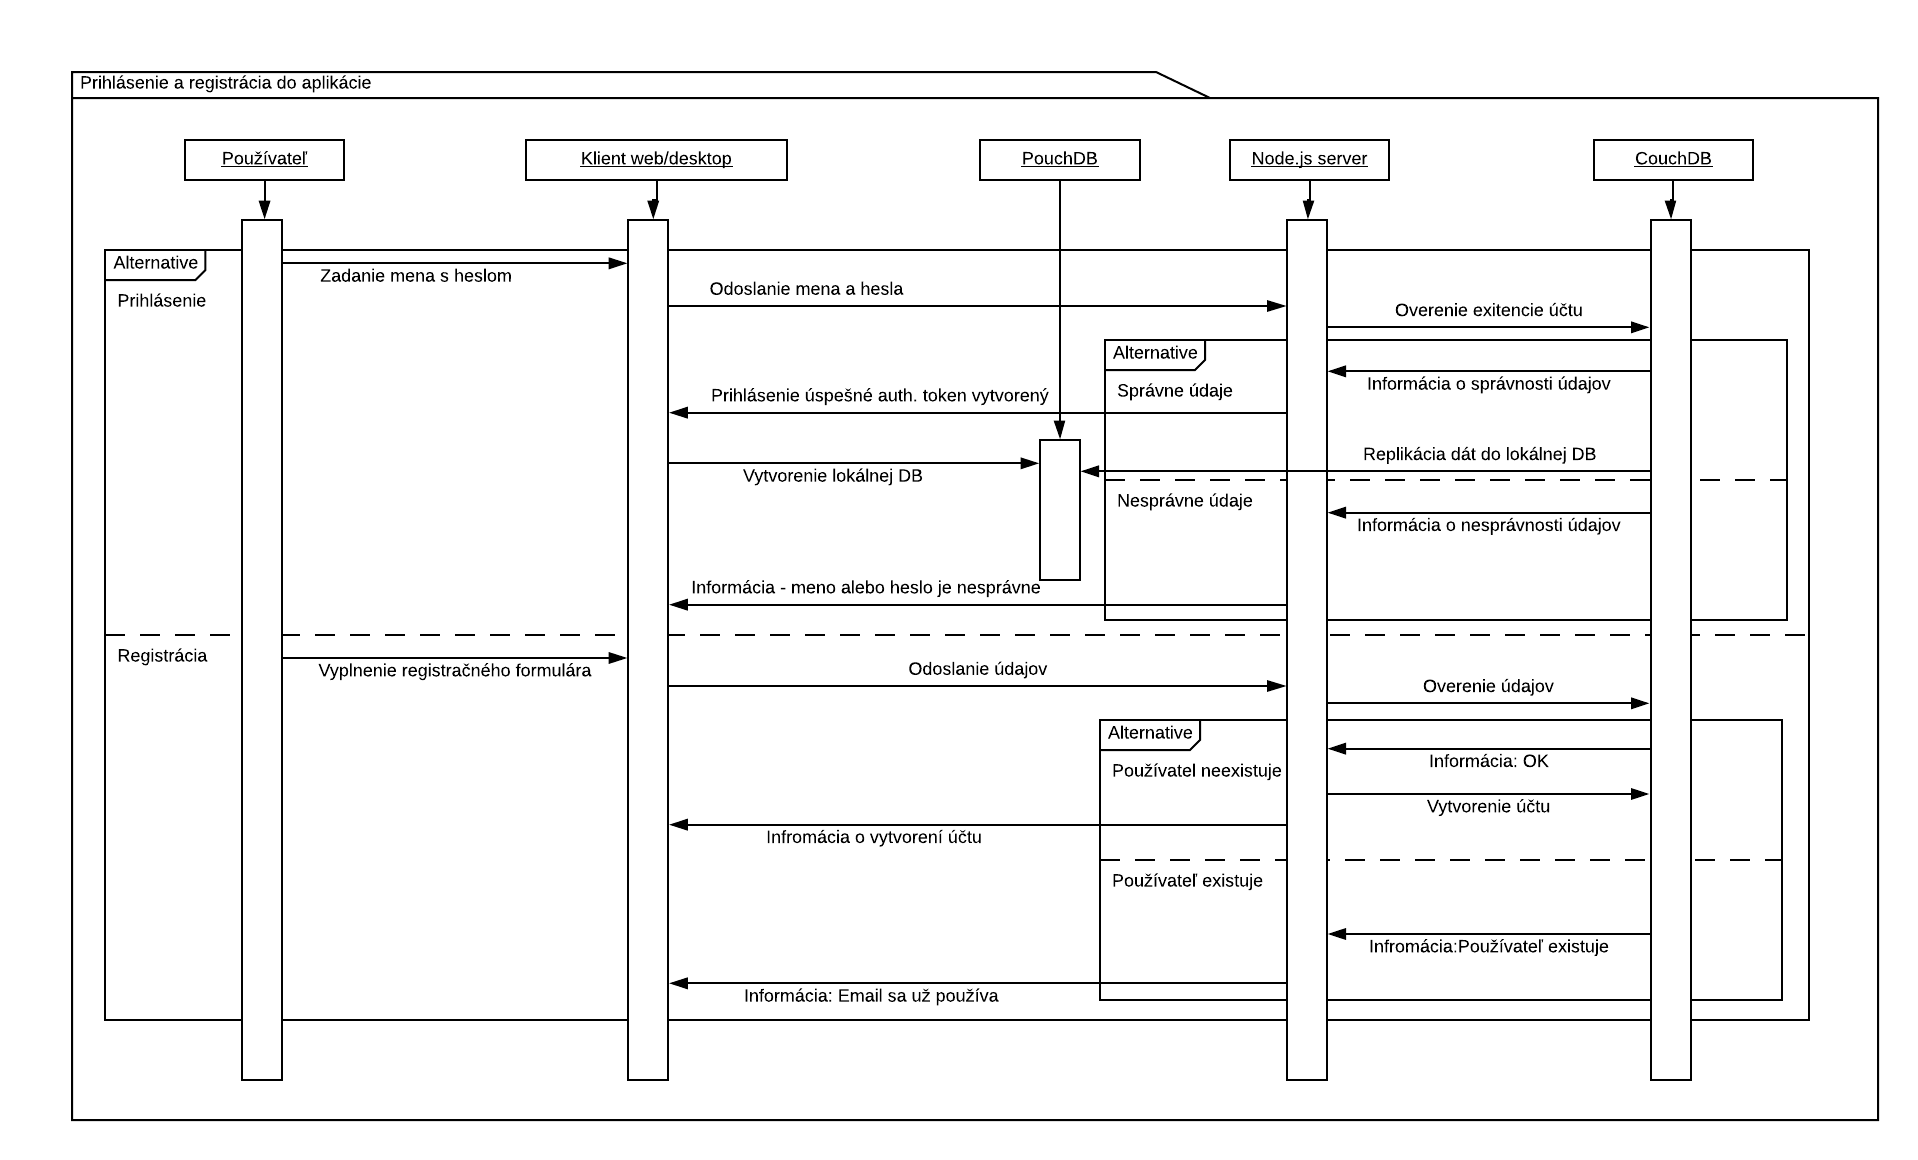 Prihlásenie a registrácia do aplikácie
Používateľ
Klient web/desktop
PouchDB
Node.js server
CouchDB
Alternative
Zadanie mena s heslom
Prihlásenie
Odoslanie mena a hesla
Overenie exitencie účtu
Alternative
Informácia o správnosti údajov
Správne údaje
Prihlásenie úspešné auth. token vytvorený
Replikácia dát do lokálnej DB
Vytvorenie lokálnej DB
Nesprávne údaje
Informácia o nesprávnosti údajov
Informácia - meno alebo heslo je nesprávne
Registrácia
Vyplnenie registračného formulára
Odoslanie údajov
Overenie údajov
Alternative
Informácia: OK
Používatel neexistuje
Vytvorenie účtu
Infromácia o vytvorení účtu
Používateľ existuje
Infromácia:Používateľ existuje
Informácia: Email sa už používa